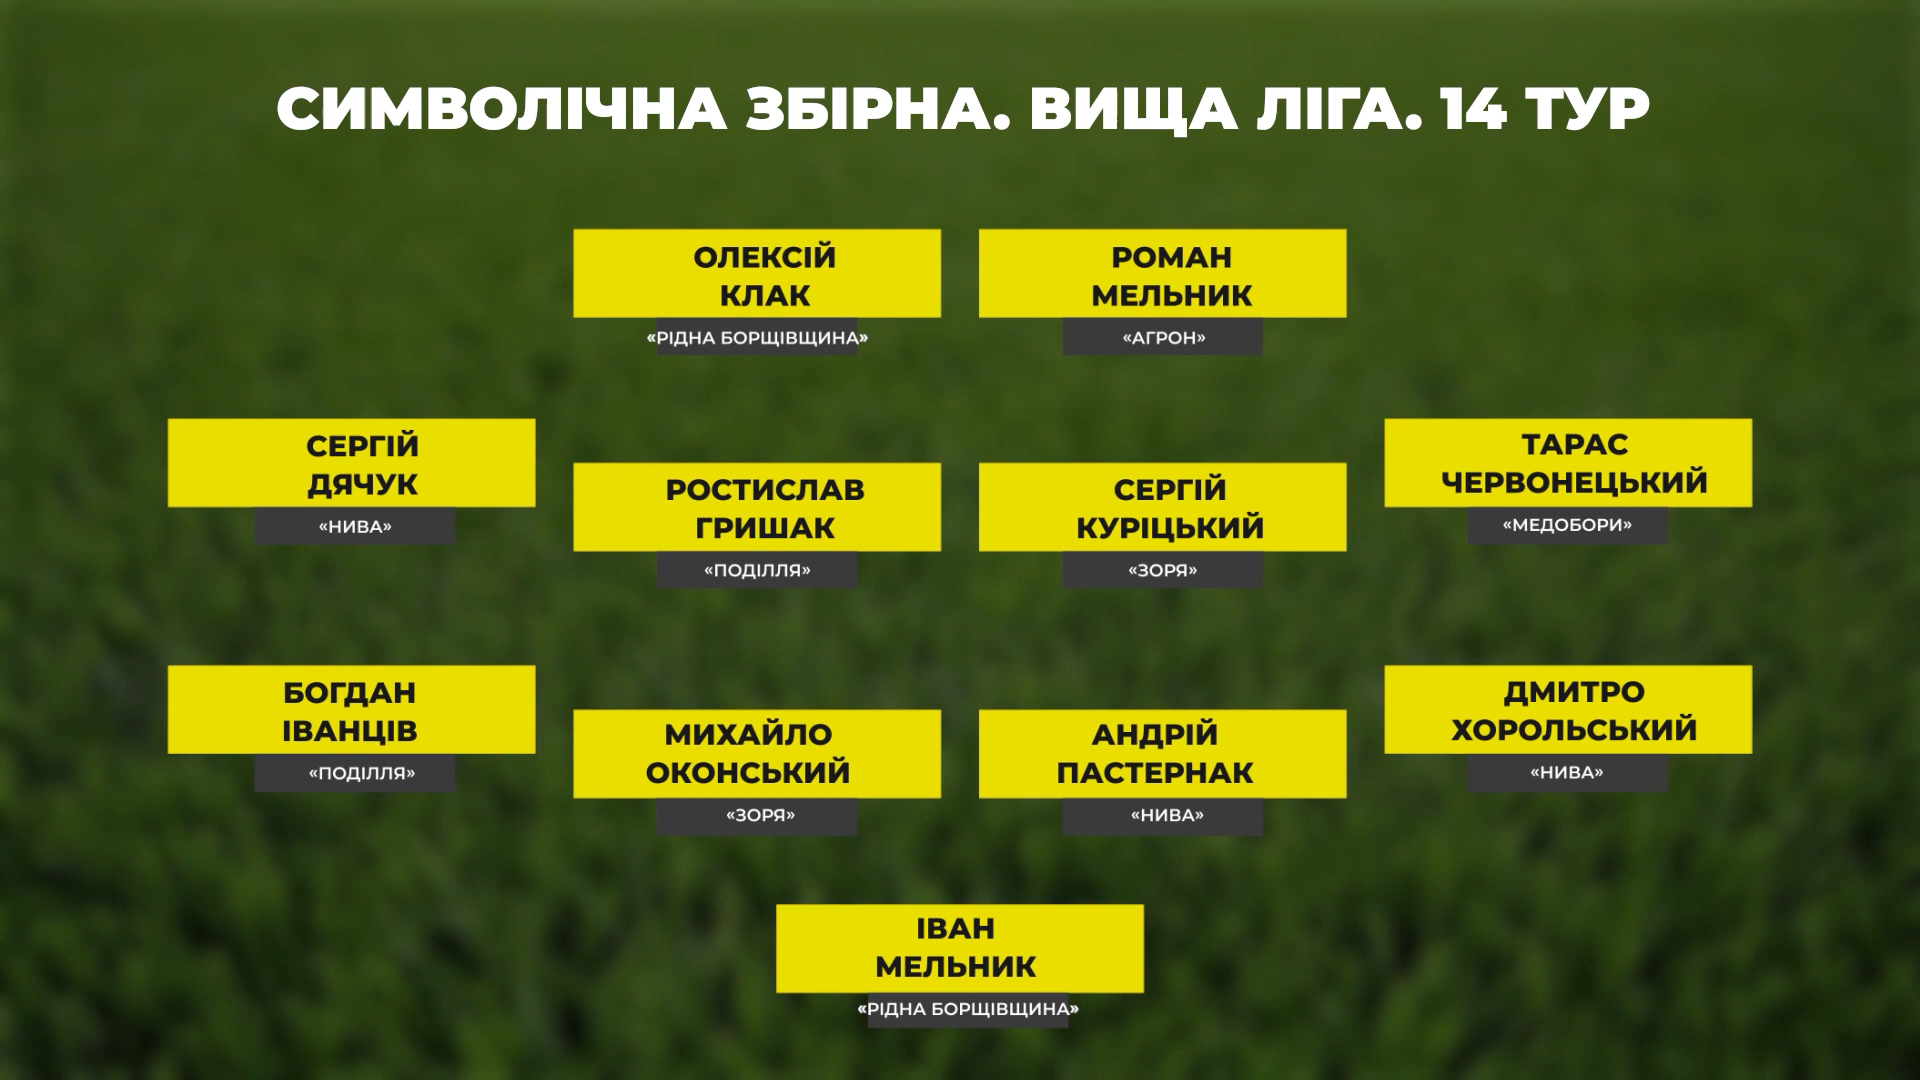 СИМВОЛІЧНА ЗБІРНА. ВИЩА ЛІГА. 14 ТУР
ОЛЕКСІЙ
КЛАК
«РІДНА БОРЩІВЩИНА»
РОМАН
МЕЛЬНИК
«АГРОН»
СЕРГІЙ
ДЯЧУК
«НИВА»
РОСТИСЛАВ
ГРИШАК
«ПОДІЛЛЯ»
СЕРГІЙ
КУРІЦЬКИЙ
«ЗОРЯ»
ТАРАС
ЧЕРВОНЕЦЬКИЙ
«МЕДОБОРИ»
БОГДАН
ІВАНЦІВ
«ПОДІЛЛЯ»
МИХАЙЛО
ОКОНСЬКИЙ
«ЗОРЯ»
АНДРІЙ
ПАСТЕРНАК
«НИВА»
ДМИТРО
ХОРОЛЬСЬКИЙ
«НИВА»
ІВАН
МЕЛЬНИК
«РІДНА БОРЩІВЩИНА»